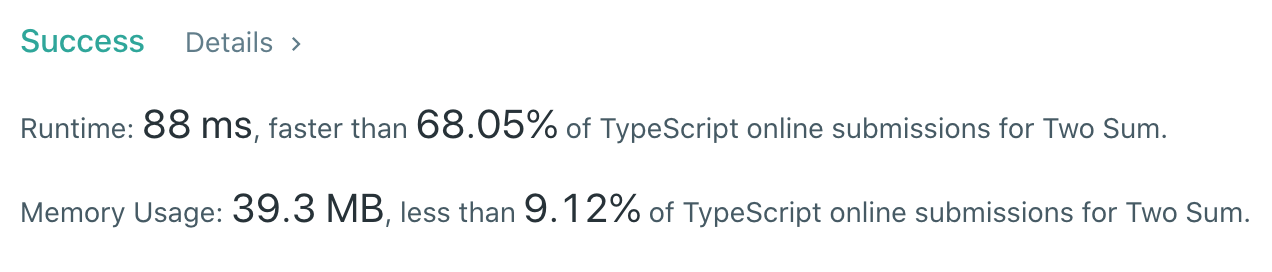 Success Details >
Runtime: 88 ms, faster than 68.05% of TypeScript online submissions for Two Sum.
Memory Usage: 39.3 MB, less than 9.12% of TypeScript online submissions for Two Sum.